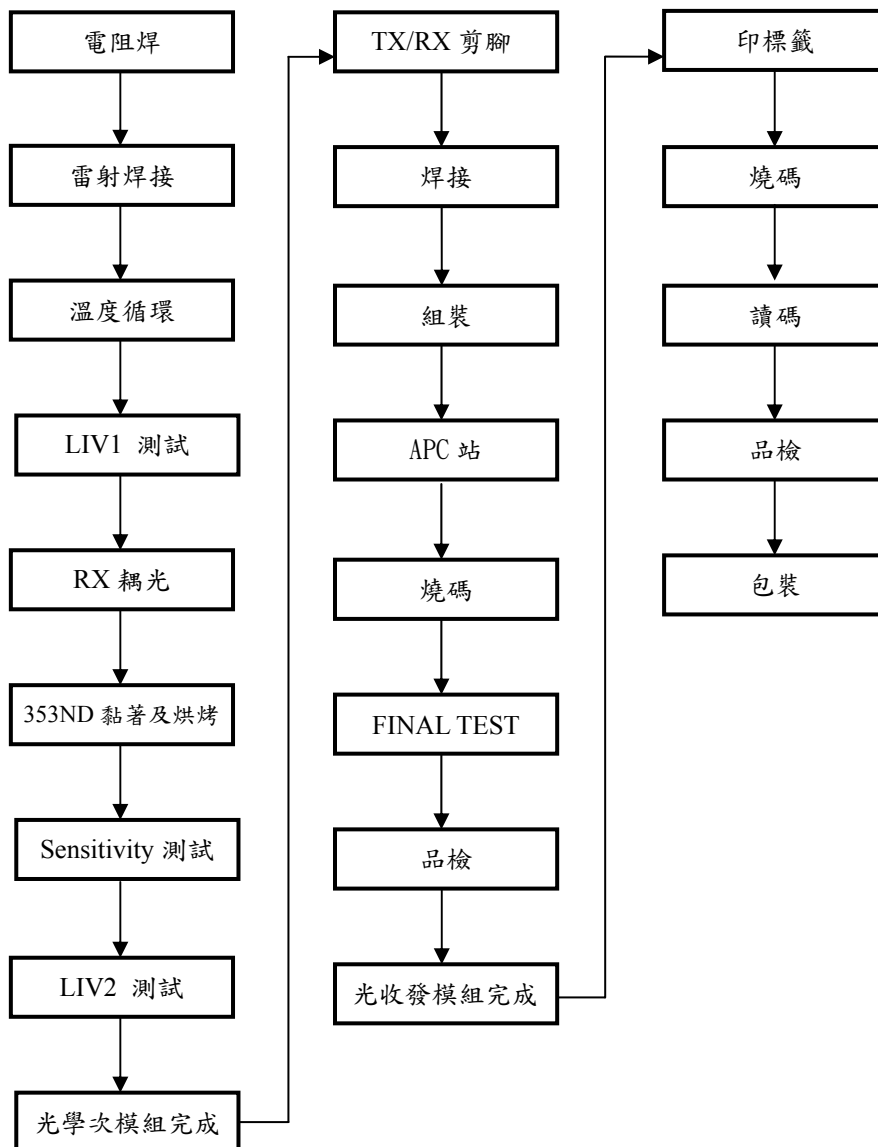 電阻焊
雷射焊接
溫度循環
LIV1 測試
RX 耦光
353ND 黏著及烘烤
Sensitivity 測試
LIV2 測試
光學次模組完成
TX/RX 剪腳
焊接
組裝
APC 站
燒碼
FINAL TEST
品檢
光收發模組完成
印標籤
燒碼
讀碼
品檢
包裝